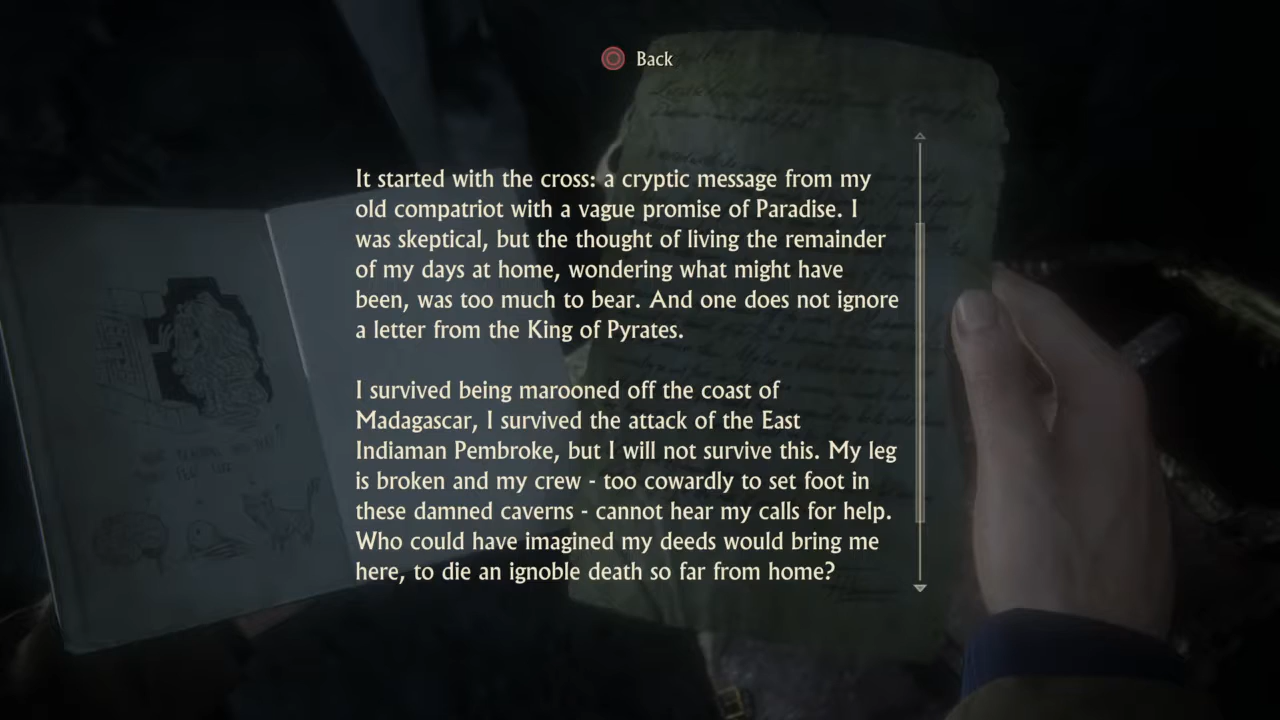 Back
It started with the cross: a cryptic message from my
old compatriot with a vague promise of Paradise. I
was skeptical, but the thought of living the remainder
of my days at home, wondering what might have
been, was too much to bear. And one does not ignore
a letter from the King of Pyrates.
I survived being marooned off the coast of
Madagascar, I survived the attack of the East
Indiaman Pembroke, but I will not survive this. My leg
is broken and my crew - too cowardly to set foot in
these damned caverns - cannot hear my calls for help.
Who could have imagined my deeds would bring me
here, to die an ignoble death so far from home?